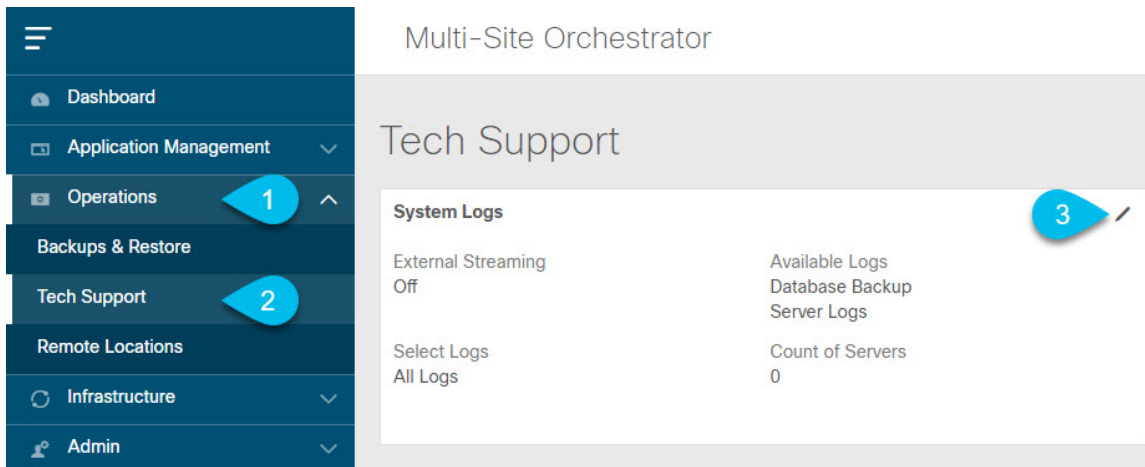 Multi-Site Orchestrator
Dashboard
Application Management
Operations
1
Backups & Restore
Tech Support
2
Remote Locations
Infrastructure
Admin
Tech Support
System Logs
3
External Streaming
Off
Available Logs
Database Backup
Server Logs
Select Logs
All Logs
Count of Servers
0